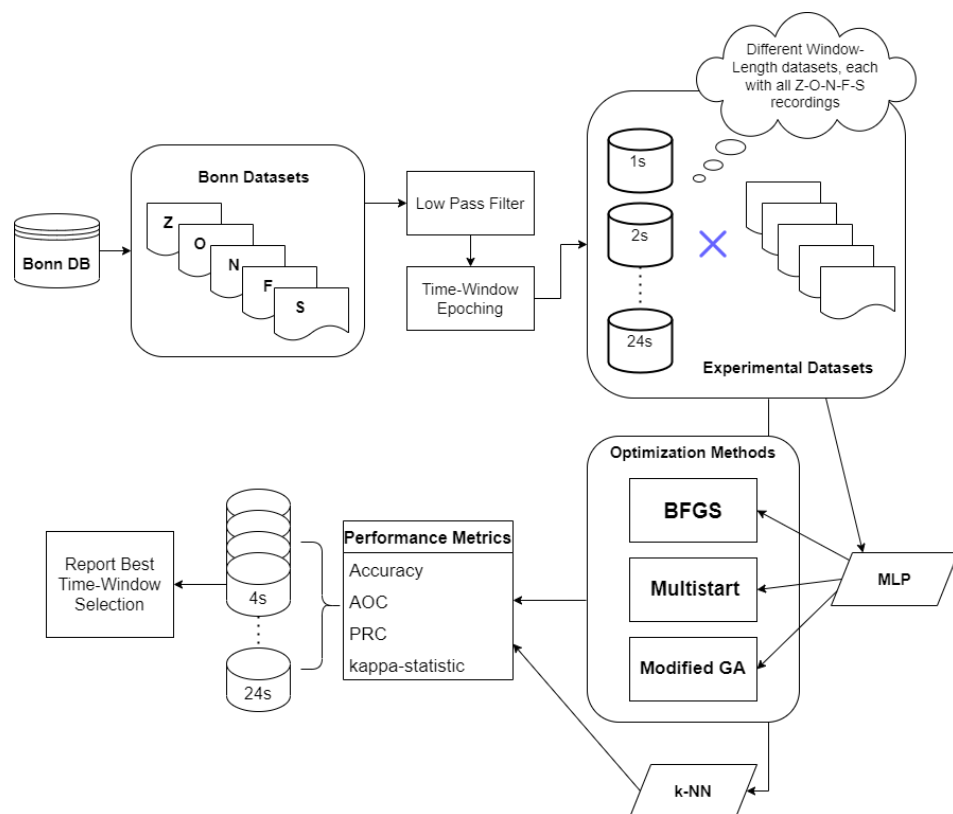 Different Window-
Length datasets, each
with all Z-O-N-F-S
recordings
Bonn DB
Bonn Datasets
Z
O
N
F
S
Low Pass Filter
Time-Window
Epoching
1s
2s
24s
Experimental Datasets
Optimization Methods
BFGS
Multistart
Modified GA
MLP
k-NN
Performance Metrics
Accuracy
AOC
PRC
kappa-statistic
4s
24s
Report Best
Time-Window
Selection